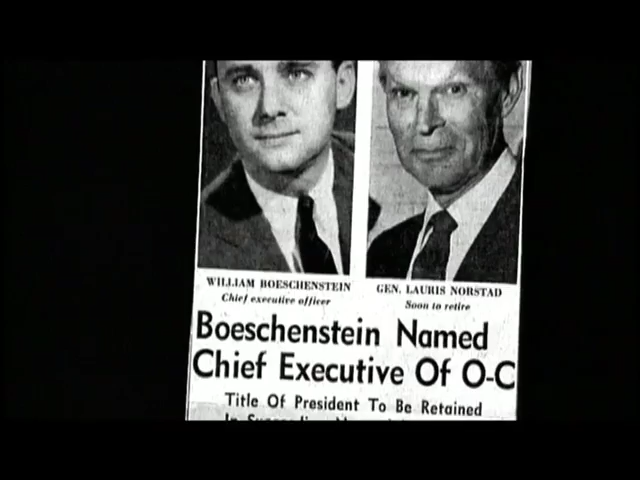 WILLIAM BOESCHENSTEIN
Chief executive officer
GEN. LAURIS NORSTAD
Soon to retire
Boeschenstein Named
Chief Executive Of O-C
Title Of President To Be Retained
In